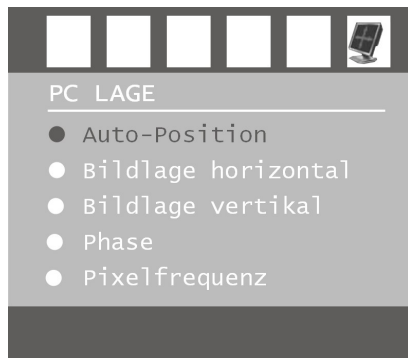 PC LAGE
Auto-Position
Bildlage horizontal
Bildlage vertikal
Phase
Pixelfrequenz